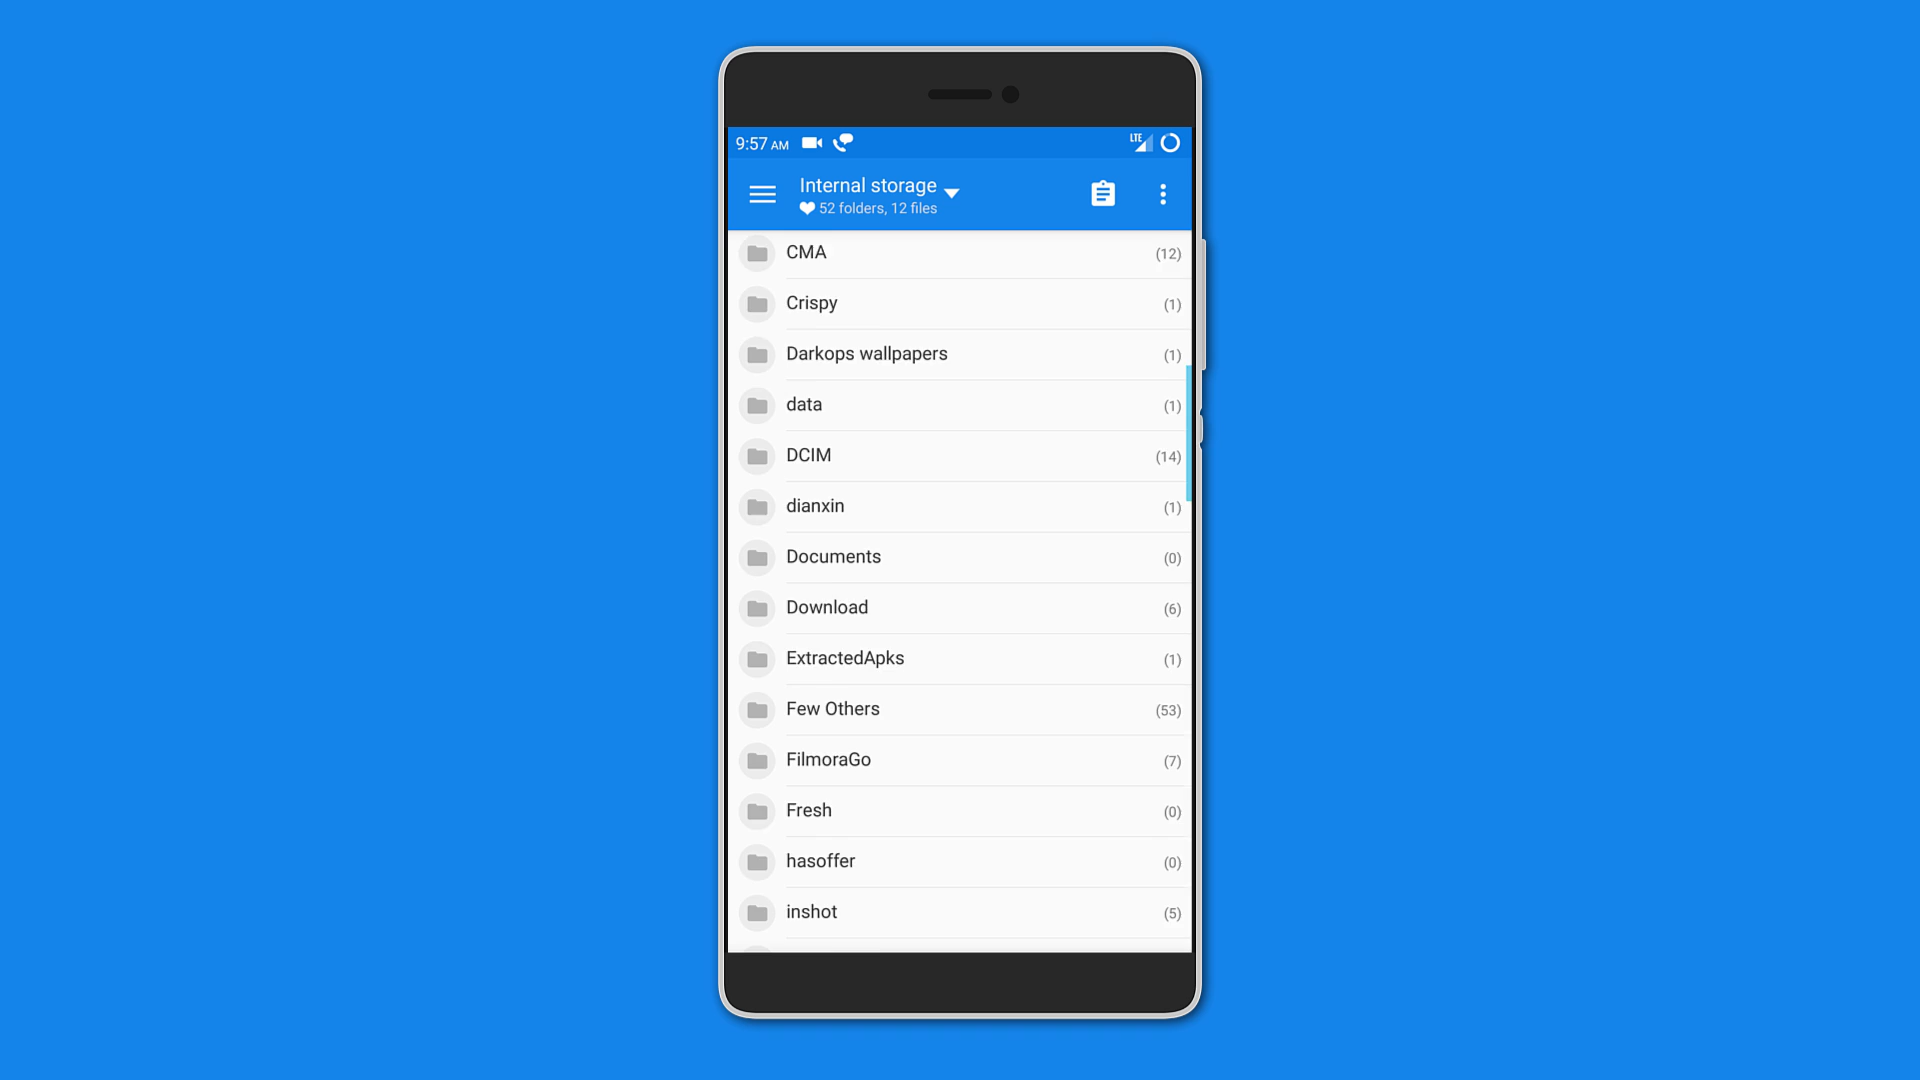 9:57 AM LTE
Internal storage
52 folders, 12 files
CMA (12)
Crispy (1)
Darkops wallpapers (1)
data (1)
DCIM (14)
dianxin (1)
Documents (0)
Download (6)
ExtractedApks (1)
Few Others (53)
FilmoraGo (7)
Fresh (0)
hasoffer (0)
inshot (5)